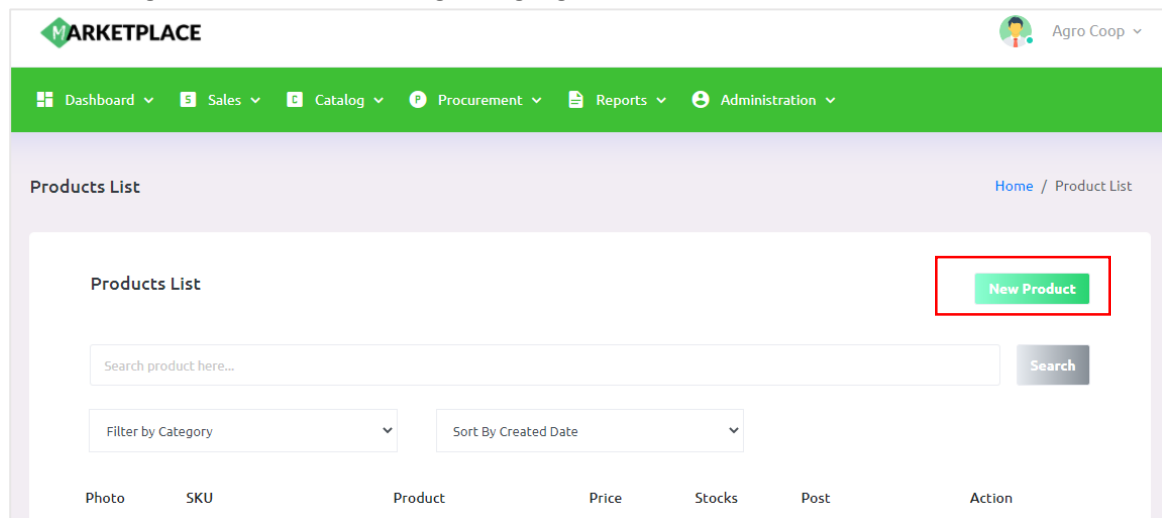 MARKETPLACE
Agro Coop
Dashboard S Sales C Catalog P Procurement Reports Administration
Products List
Home / Product List
Products List
New Product
Search product here...
Search
Filter by Category
Sort By Created Date
Photo SKU Product Price Stocks Post Action